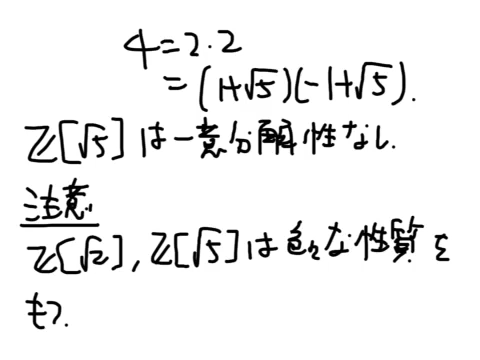 4=2・2
=(1+√5)(-1+√5).
ℤ[√5]は一意分解性なし.
注意
ℤ[√2], ℤ[√5]は色々な性質を
もつ.